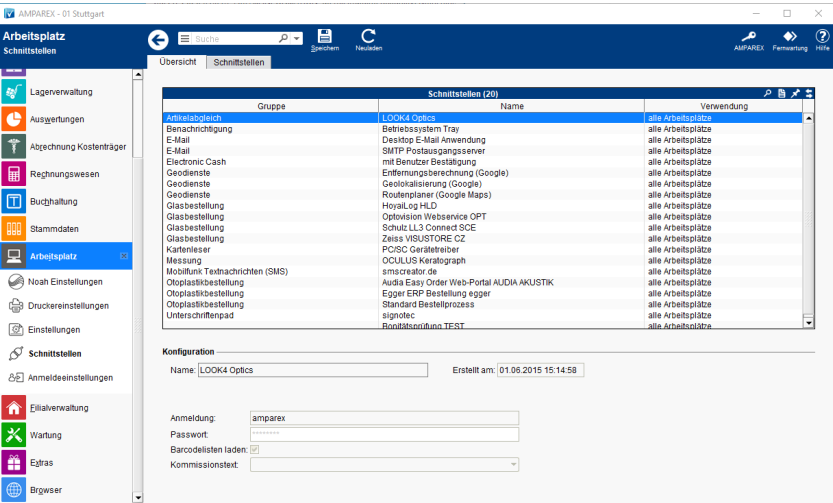 AMPAREX - 01 Stuttgart
Arbeitsplatz
Schnittstellen
Suche
Speichern
Neuladen
AMPAREX
Fernwartung
Hilfe
Übersicht
Schnittstellen
Lagerverwaltung
Auswertungen
Abrechnung Kostenträger
Rechnungswesen
Buchhaltung
Stammdaten
Arbeitsplatz
Noah Einstellungen
Druckereinstellungen
Einstellungen
Schnittstellen
Anmeldeeinstellungen
Filialverwaltung
Wartung
Extras
Browser
Schnittstellen (20)
Gruppe Name Verwendung
Artikelabgleich LOOK4 Optics alle Arbeitsplätze
Benachrichtigung Betriebssystem Tray alle Arbeitsplätze
E-Mail Desktop E-Mail Anwendung alle Arbeitsplätze
E-Mail SMTP Postausgangsserver alle Arbeitsplätze
Electronic Cash mit Benutzer Bestätigung alle Arbeitsplätze
Geodienste Entfernungsberechnung (Google) alle Arbeitsplätze
Geodienste Geolokalisierung (Google) alle Arbeitsplätze
Geodienste Routenplaner (Google Maps) alle Arbeitsplätze
Glasbestellung HoyaiLog HLD alle Arbeitsplätze
Glasbestellung Optovision Webservice OPT alle Arbeitsplätze
Glasbestellung Schulz LL3 Connect SCE alle Arbeitsplätze
Glasbestellung Zeiss VISUSTORE CZ alle Arbeitsplätze
Kartenleser PC/SC Gerätetreiber alle Arbeitsplätze
Messung OCULUS Keratograph alle Arbeitsplätze
Mobilfunk Textnachrichten (SMS) smscreator.de alle Arbeitsplätze
Otoplastikbestellung Audia Easy Order Web-Portal AUDIA AKUSTIK alle Arbeitsplätze
Otoplastikbestellung Egger ERP Bestellung egger alle Arbeitsplätze
Otoplastikbestellung Standard Bestellprozess alle Arbeitsplätze
Unterschriftenpad signotec alle Arbeitsplätze
Bonitätsprüfung TEST alle Arbeitsplätze
Konfiguration
Name: LOOK4 Optics Erstellt am: 01.06.2015 15:14:58
Anmeldung: amparex
Passwort: --------
Barcodelisten laden:
Kommissionstext: